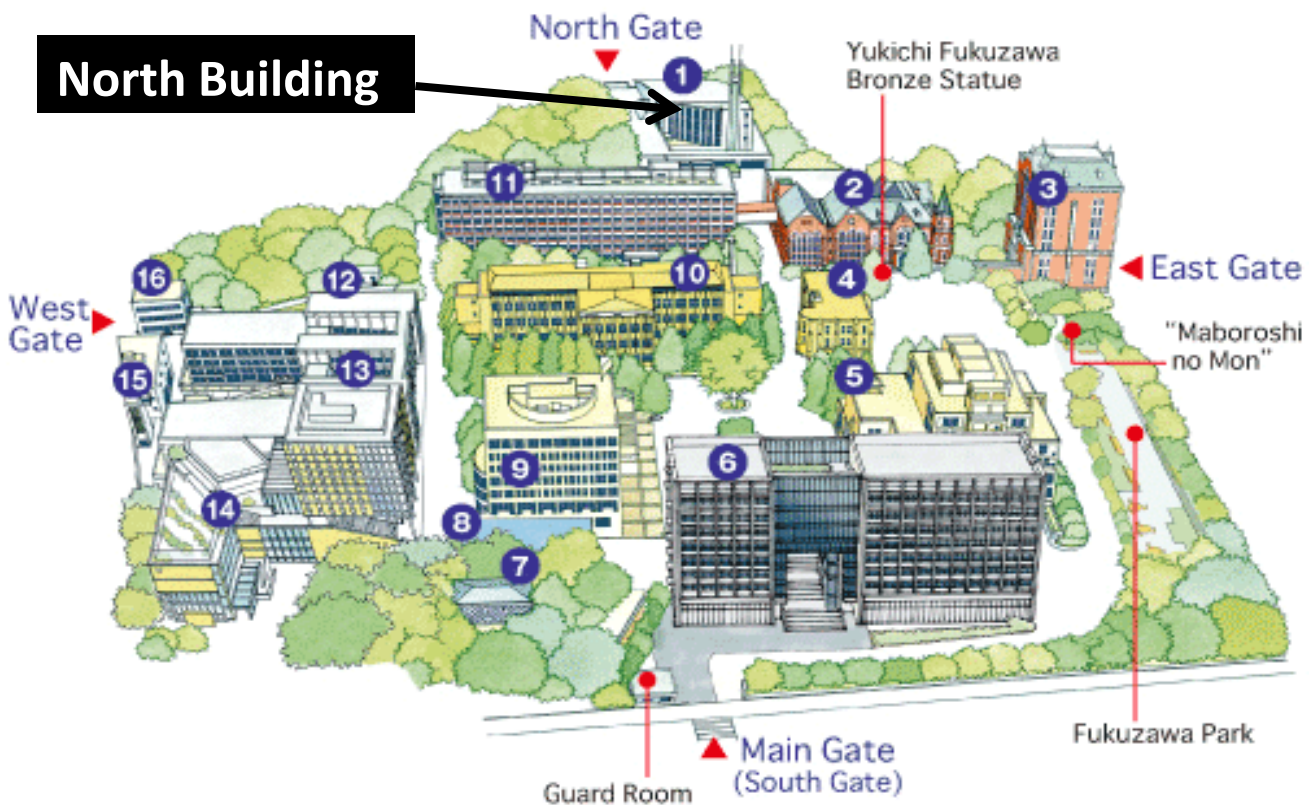 North Gate
Yukichi Fukuzawa
Bronze Statue
North Building
1
11
2
3
16
12
10
4
East Gate
West
Gate
"Maboroshi
no Mon"
15
13
5
6
9
14
8
7
Main Gate
(South Gate)
Fukuzawa Park
Guard Room